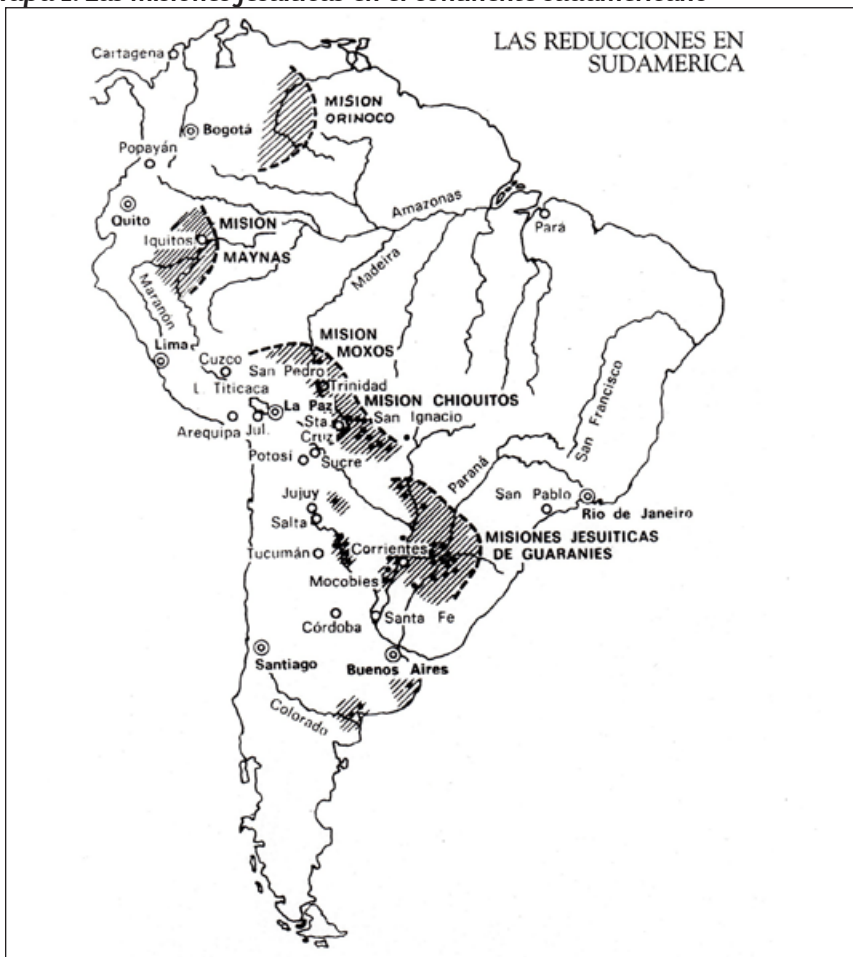 Las misiones jesuíticas en el continente sudamericano
LAS REDUCCIONES EN
SUDAMERICA
Cartagena
MISION
ORINOCO
Bogotá
Popayán
Quito
Amazonas
Pará
MISION
MAYNAS
Iquitos
Madeira
Marañón
Lima
MISION
MOXOS
Cuzco
San Pedro
Trinidad
L. Titicaca
La Paz
MISION CHIQUITOS
San Ignacio
Sta.
Cruz
Arequipa
Jul.
San Francisco
Potosí
Sucre
Paraná
San Pablo
Rio de Janeiro
Jujuy
Salta
MISIONES JESUITICAS
DE GUARANIES
Tucumán
Corrientes
Mocobies
Santa Fe
Córdoba
Santiago
Buenos Aires
Colorado